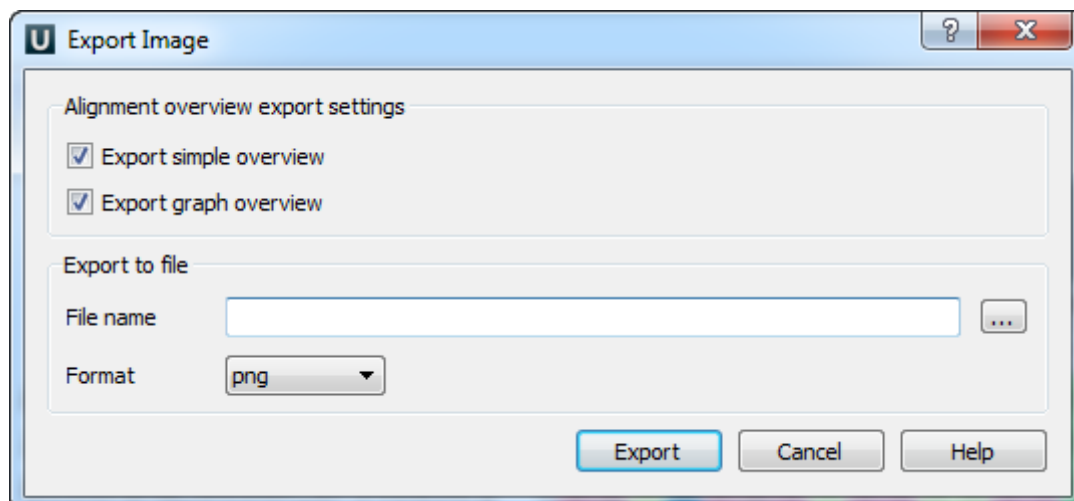 U Export Image ? X
Alignment overview export settings
Export simple overview
Export graph overview
Export to file
File name ...
Format png
Export Cancel Help